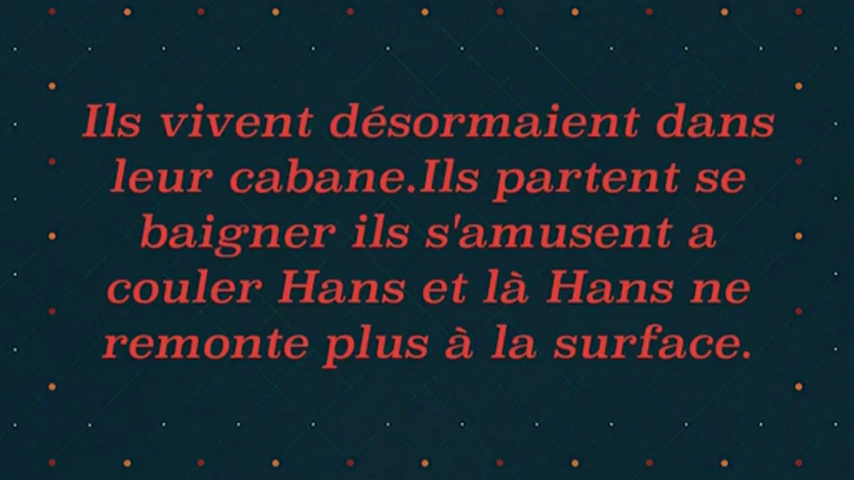 Ils vivent désormaient dans
leur cabane.Ils partent se
baigner ils s'amusent a
couler Hans et là Hans ne
remonte plus à la surface.